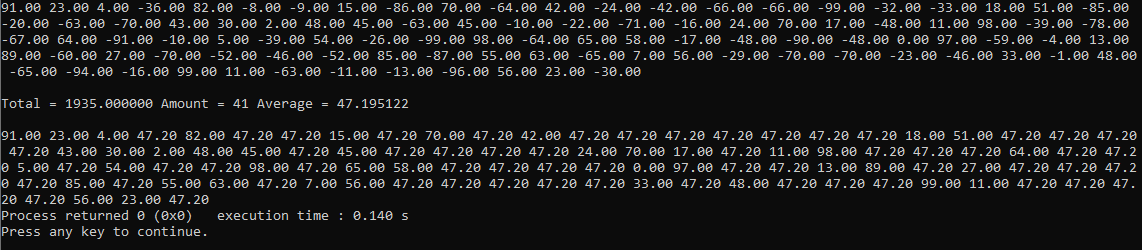 91.00 23.00 4.00 -36.00 82.00 -8.00 -9.00 15.00 -86.00 70.00 -64.00 42.00 -24.00 -42.00 -66.00 -66.00 -99.00 -32.00 -33.00 18.00 51.00 -85.00
-20.00 -63.00 -70.00 43.00 30.00 2.00 48.00 45.00 -63.00 45.00 -10.00 -22.00 -71.00 -16.00 24.00 70.00 17.00 -48.00 11.00 98.00 -39.00 -78.00
-67.00 64.00 -91.00 -10.00 5.00 -39.00 54.00 -26.00 -99.00 98.00 -64.00 65.00 58.00 -17.00 -48.00 -90.00 -48.00 0.00 97.00 -59.00 -4.00 13.00
89.00 -60.00 27.00 -70.00 -52.00 -46.00 -52.00 85.00 -87.00 55.00 63.00 -65.00 7.00 56.00 -29.00 -70.00 -70.00 -23.00 -46.00 33.00 -1.00 48.00
-65.00 -94.00 -16.00 99.00 11.00 -63.00 -11.00 -13.00 -96.00 56.00 23.00 -30.00
Total = 1935.000000 Amount = 41 Average = 47.195122
91.00 23.00 4.00 47.20 82.00 47.20 47.20 15.00 47.20 70.00 47.20 42.00 47.20 47.20 47.20 47.20 47.20 47.20 47.20 18.00 51.00 47.20 47.20 47.20
47.20 43.00 30.00 2.00 48.00 45.00 47.20 45.00 47.20 47.20 47.20 47.20 24.00 70.00 17.00 47.20 11.00 98.00 47.20 47.20 47.20 64.00 47.20 47.2
0 5.00 47.20 54.00 47.20 47.20 98.00 47.20 65.00 58.00 47.20 47.20 47.20 47.20 0.00 97.00 47.20 47.20 13.00 89.00 47.20 27.00 47.20 47.20 47.2
0 47.20 85.00 47.20 55.00 63.00 47.20 7.00 56.00 47.20 47.20 47.20 47.20 47.20 33.00 47.20 48.00 47.20 47.20 47.20 99.00 11.00 47.20 47.20 47.
20 47.20 56.00 23.00 47.20
Process returned 0 (0x0)   execution time : 0.140 s
Press any key to continue.